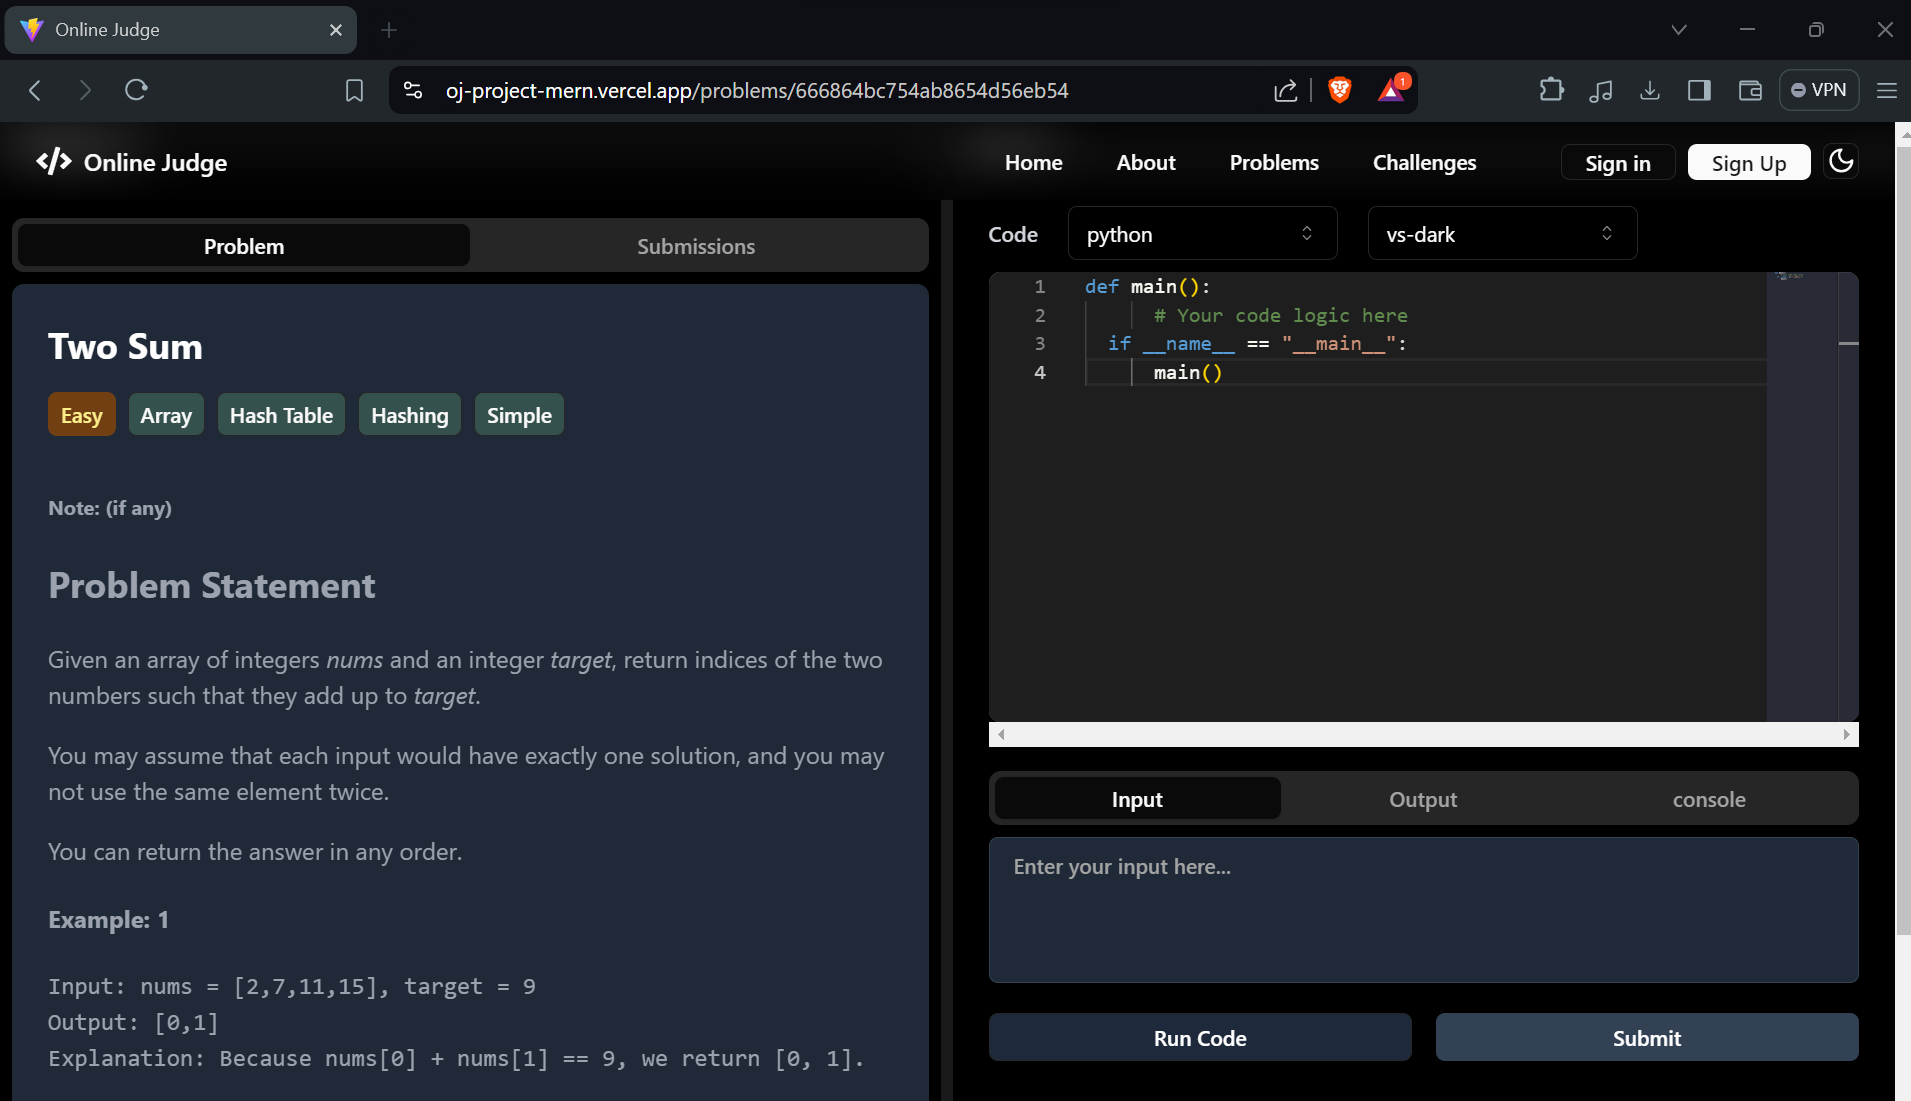 Online Judge
oj-project-mern.vercel.app/problems/666864bc754ab8654d56eb54
1
VPN
</> Online Judge
Home
About
Problems
Challenges
Sign in
Sign Up
Problem
Submissions
Two Sum
Easy
Array
Hash Table
Hashing
Simple
Note: (if any)
Problem Statement
Given an array of integers nums and an integer target, return indices of the two
numbers such that they add up to target.
You may assume that each input would have exactly one solution, and you may
not use the same element twice.
You can return the answer in any order.
Example: 1
Input: nums = [2,7,11,15], target = 9
Output: [0,1]
Explanation: Because nums[0] + nums[1] == 9, we return [0, 1].
Code
python
vs-dark
1 def main():
2 # Your code logic here
3 if __name__ == "__main__":
4 main()
Input
Output
console
Enter your input here...
Run Code
Submit